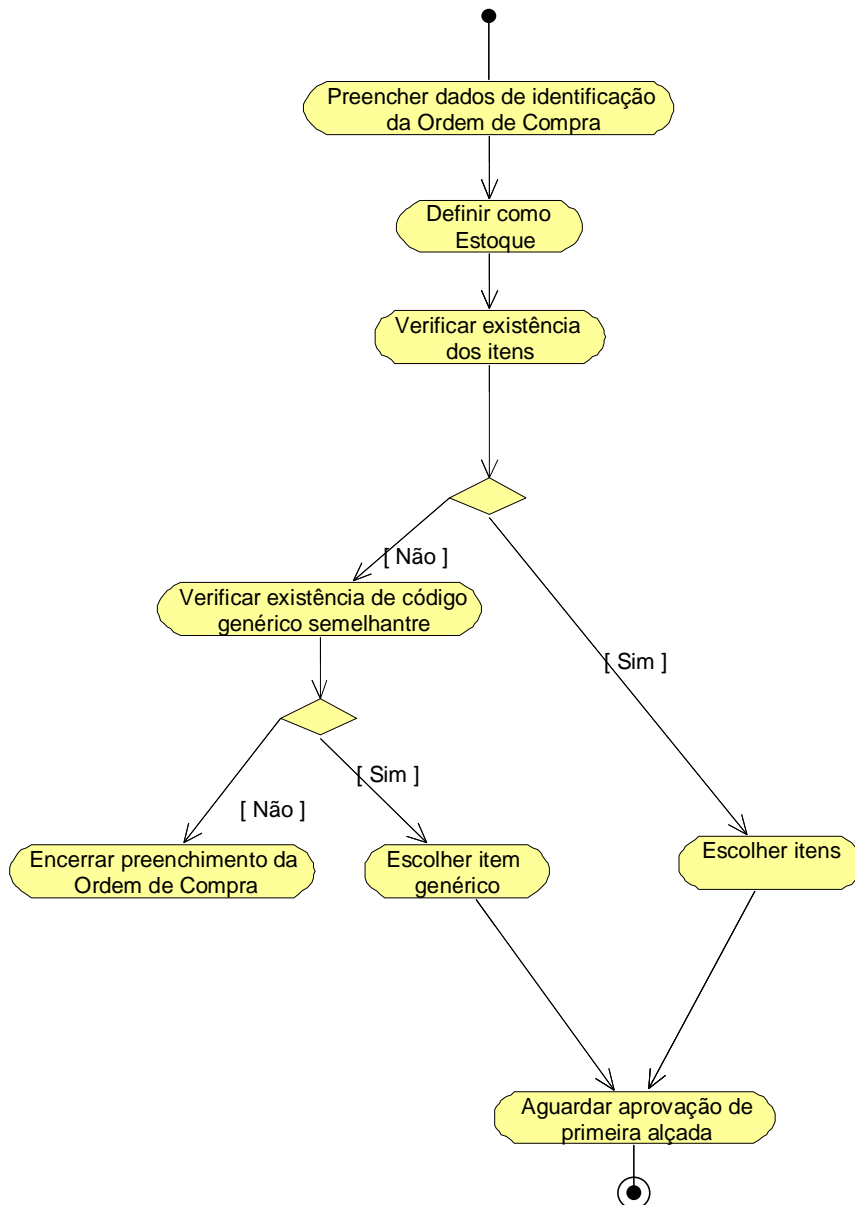 Preencher dados de identificação
da Ordem de Compra
Definir como
Estoque
Verificar existência
dos itens
[ Não ]
Verificar existência de código
genérico semelhantre
[ Sim ]
[ Sim ]
[ Não ]
Encerrar preenchimento da
Ordem de Compra
Escolher item
genérico
Escolher itens
Aguardar aprovação de
primeira alçada